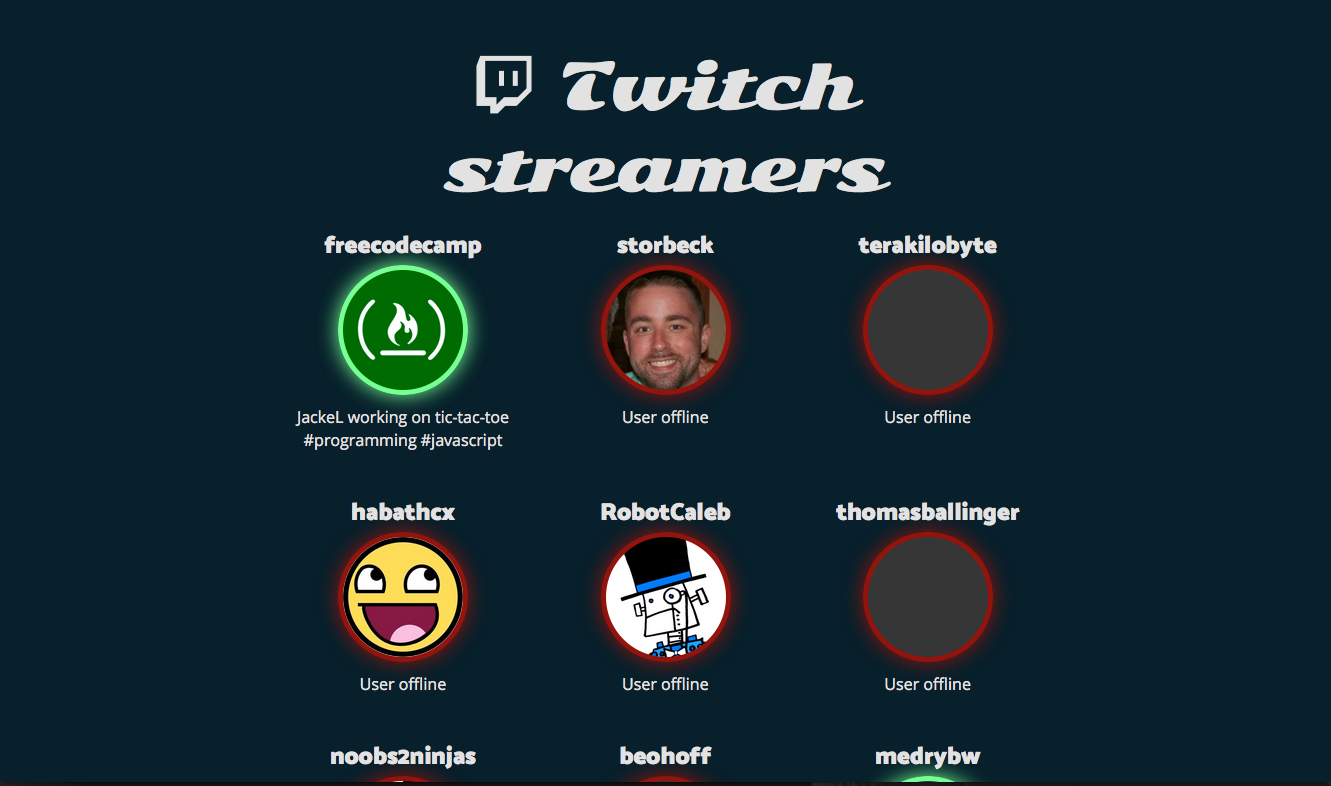 Twitch
streamers
freecodecamp
storbeck
terakilobyte
JackeL working on tic-tac-toe
#programming #javascript
User offline
User offline
habathcx
RobotCaleb
thomasballinger
User offline
User offline
User offline
noobs2ninjas
beohoff
medrybw